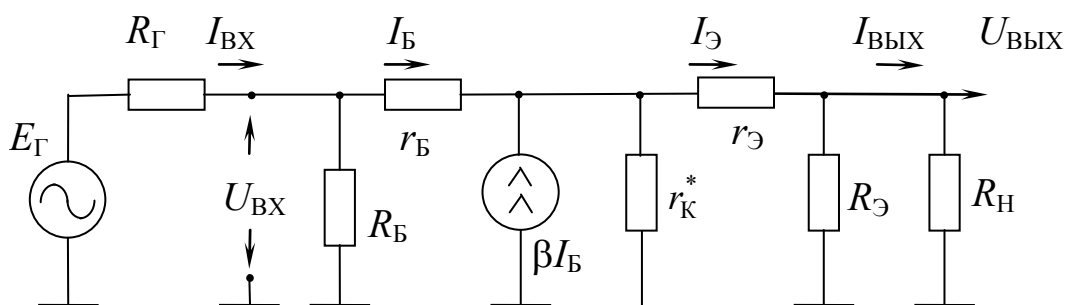 R_Г I_ВХ I_Б I_Э I_ВЫХ U_ВЫХ
E_Г r_Б r_Э
U_ВХ R_Б r_К^* R_Э R_Н
βI_Б